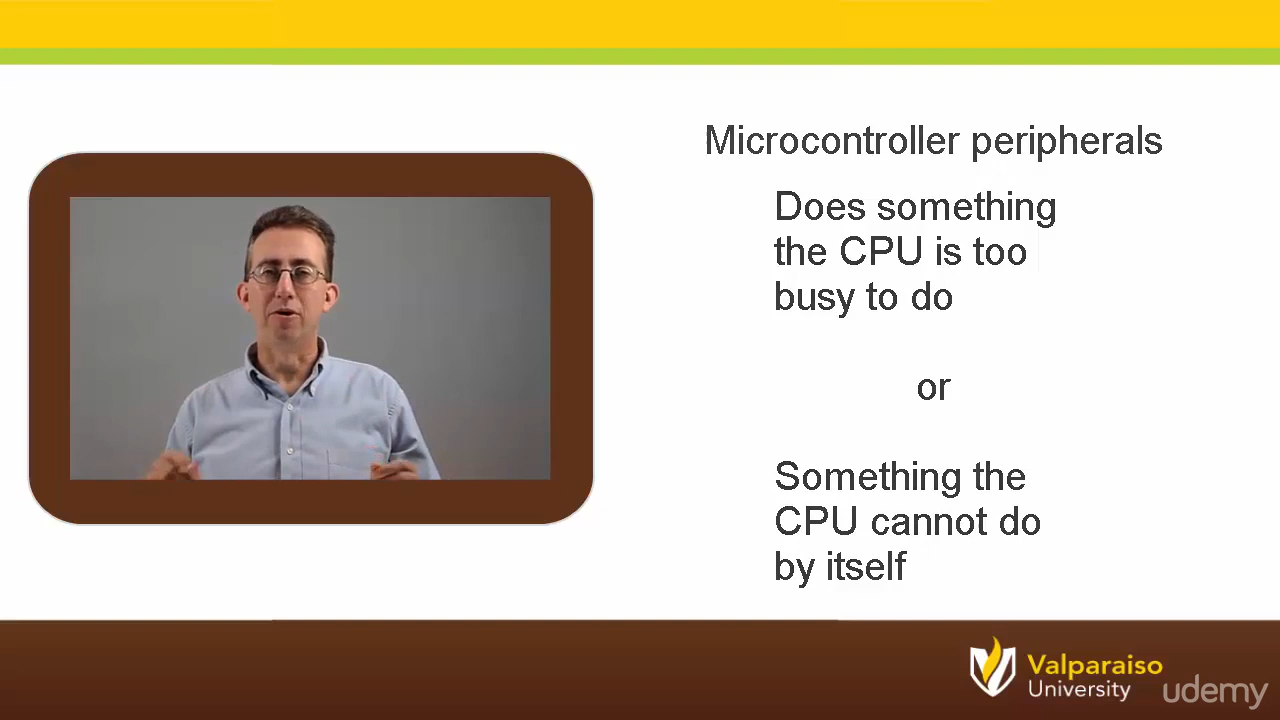 Microcontroller peripherals
Does something
the CPU is too
busy to do
or
Something the
CPU cannot do
by itself
Valparaiso
University
udemy